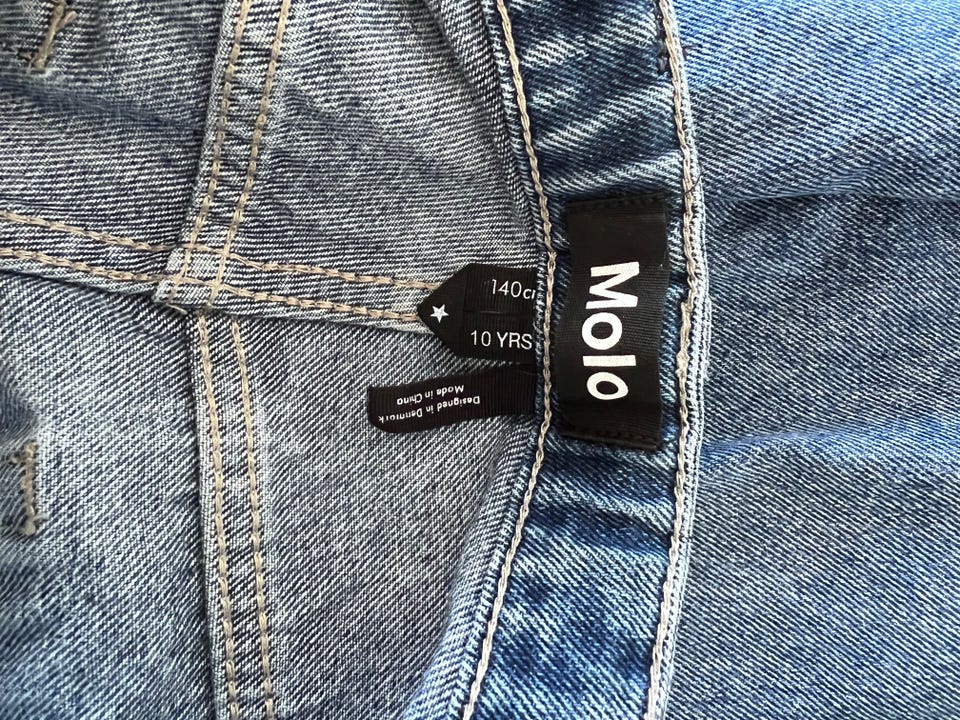 Molo
140c
10 YRS
Designed in Denmark
Made in China